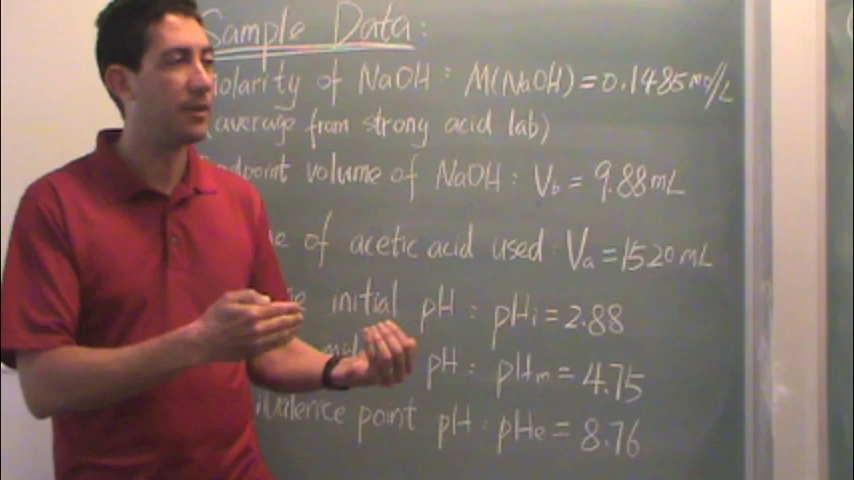 Sample Data:
olarity of NaOH : M(NaOH) = 0.1485 mol/L
(average from strong acid lab)
ndpoint volume of NaOH : Vb = 9.88 mL
e of acetic acid used : Va = 15.20 mL
initial pH : pHi = 2.88
pH : pHm = 4.75
ivalence point pH : pHe = 8.76